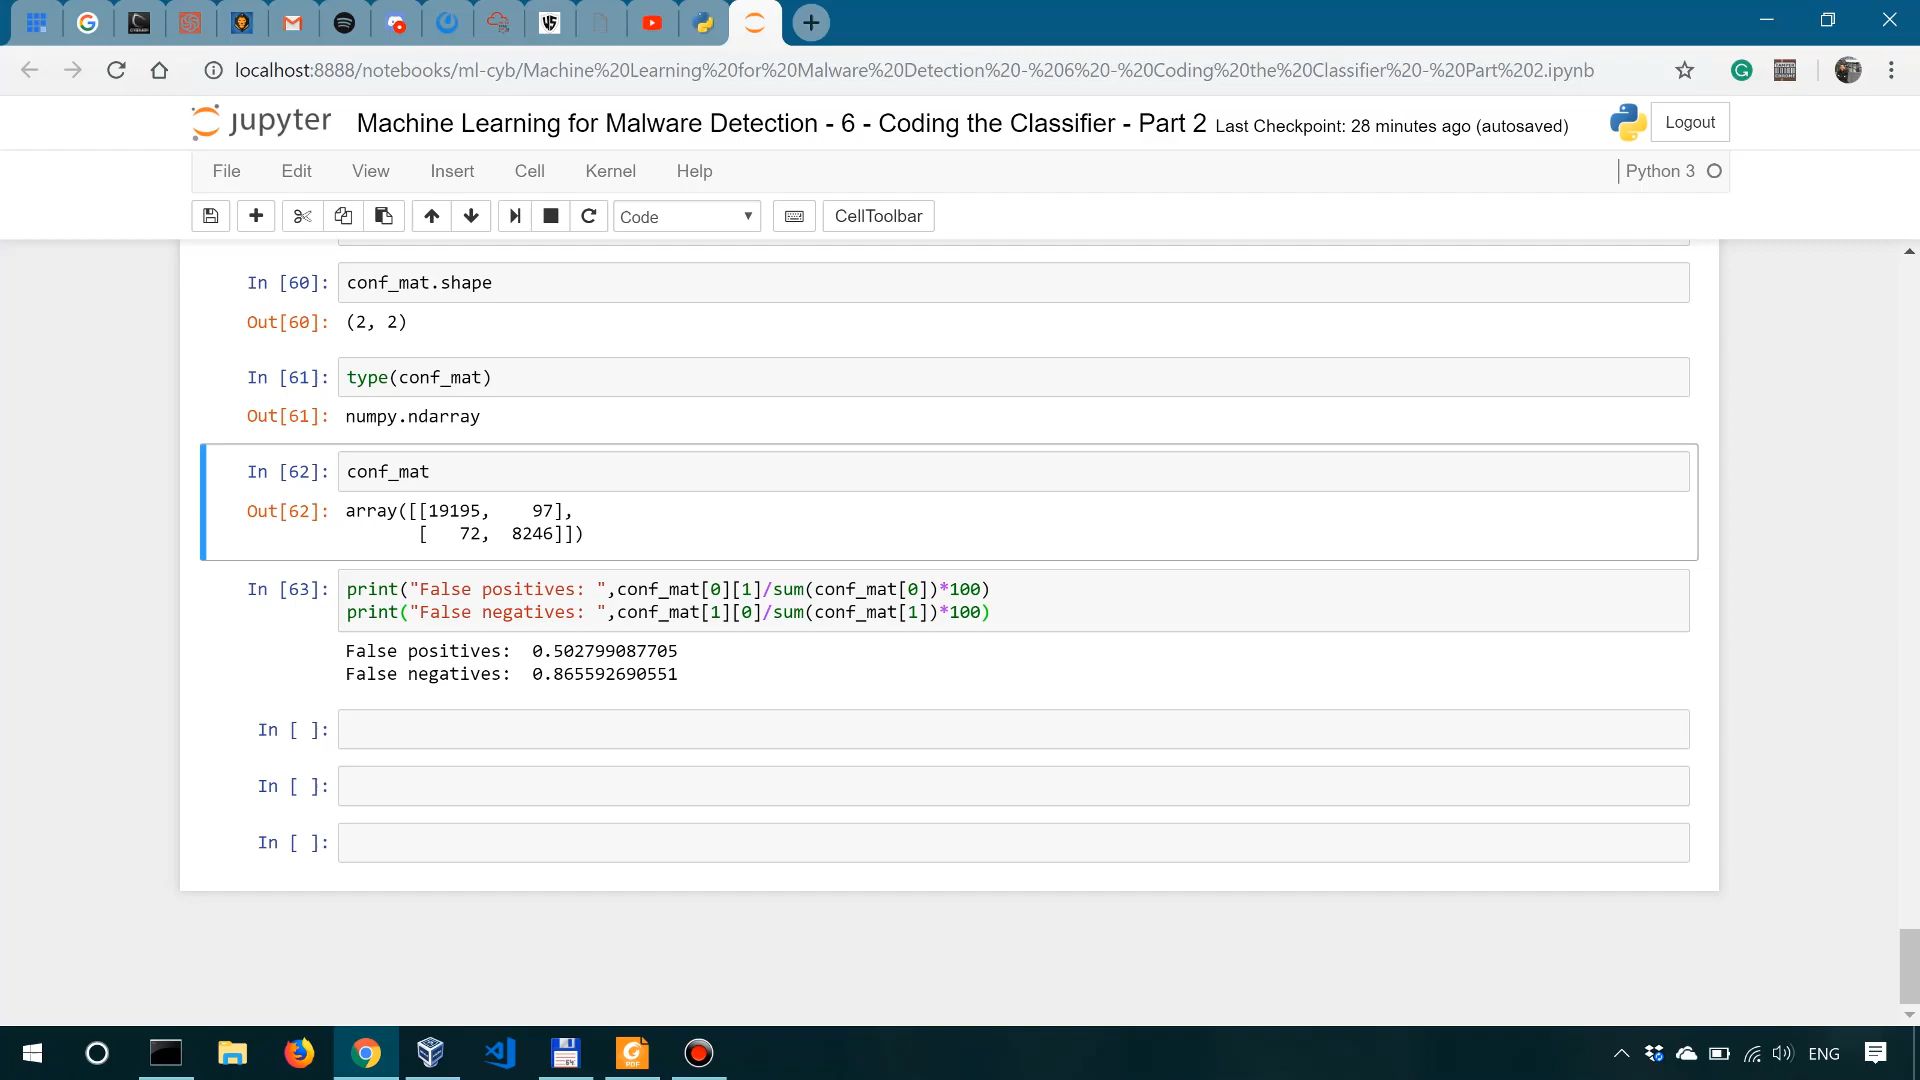 localhost:8888/notebooks/ml-cyb/Machine%20Learning%20for%20Malware%20Detection%20-%206%20-%20Coding%20the%20Classifier%20-%20Part%202.ipynb
jupyter Machine Learning for Malware Detection - 6 - Coding the Classifier - Part 2 Last Checkpoint: 28 minutes ago (autosaved) Logout
File Edit View Insert Cell Kernel Help Python 3
Code CellToolbar
In [60]: conf_mat.shape
Out[60]: (2, 2)
In [61]: type(conf_mat)
Out[61]: numpy.ndarray
In [62]: conf_mat
Out[62]: array([[19195,    97],
[   72,  8246]])
In [63]: print("False positives: ",conf_mat[0][1]/sum(conf_mat[0])*100)
print("False negatives: ",conf_mat[1][0]/sum(conf_mat[1])*100)
False positives:  0.502799087705
False negatives:  0.865592690551
In [ ]:
In [ ]:
In [ ]:
ENG